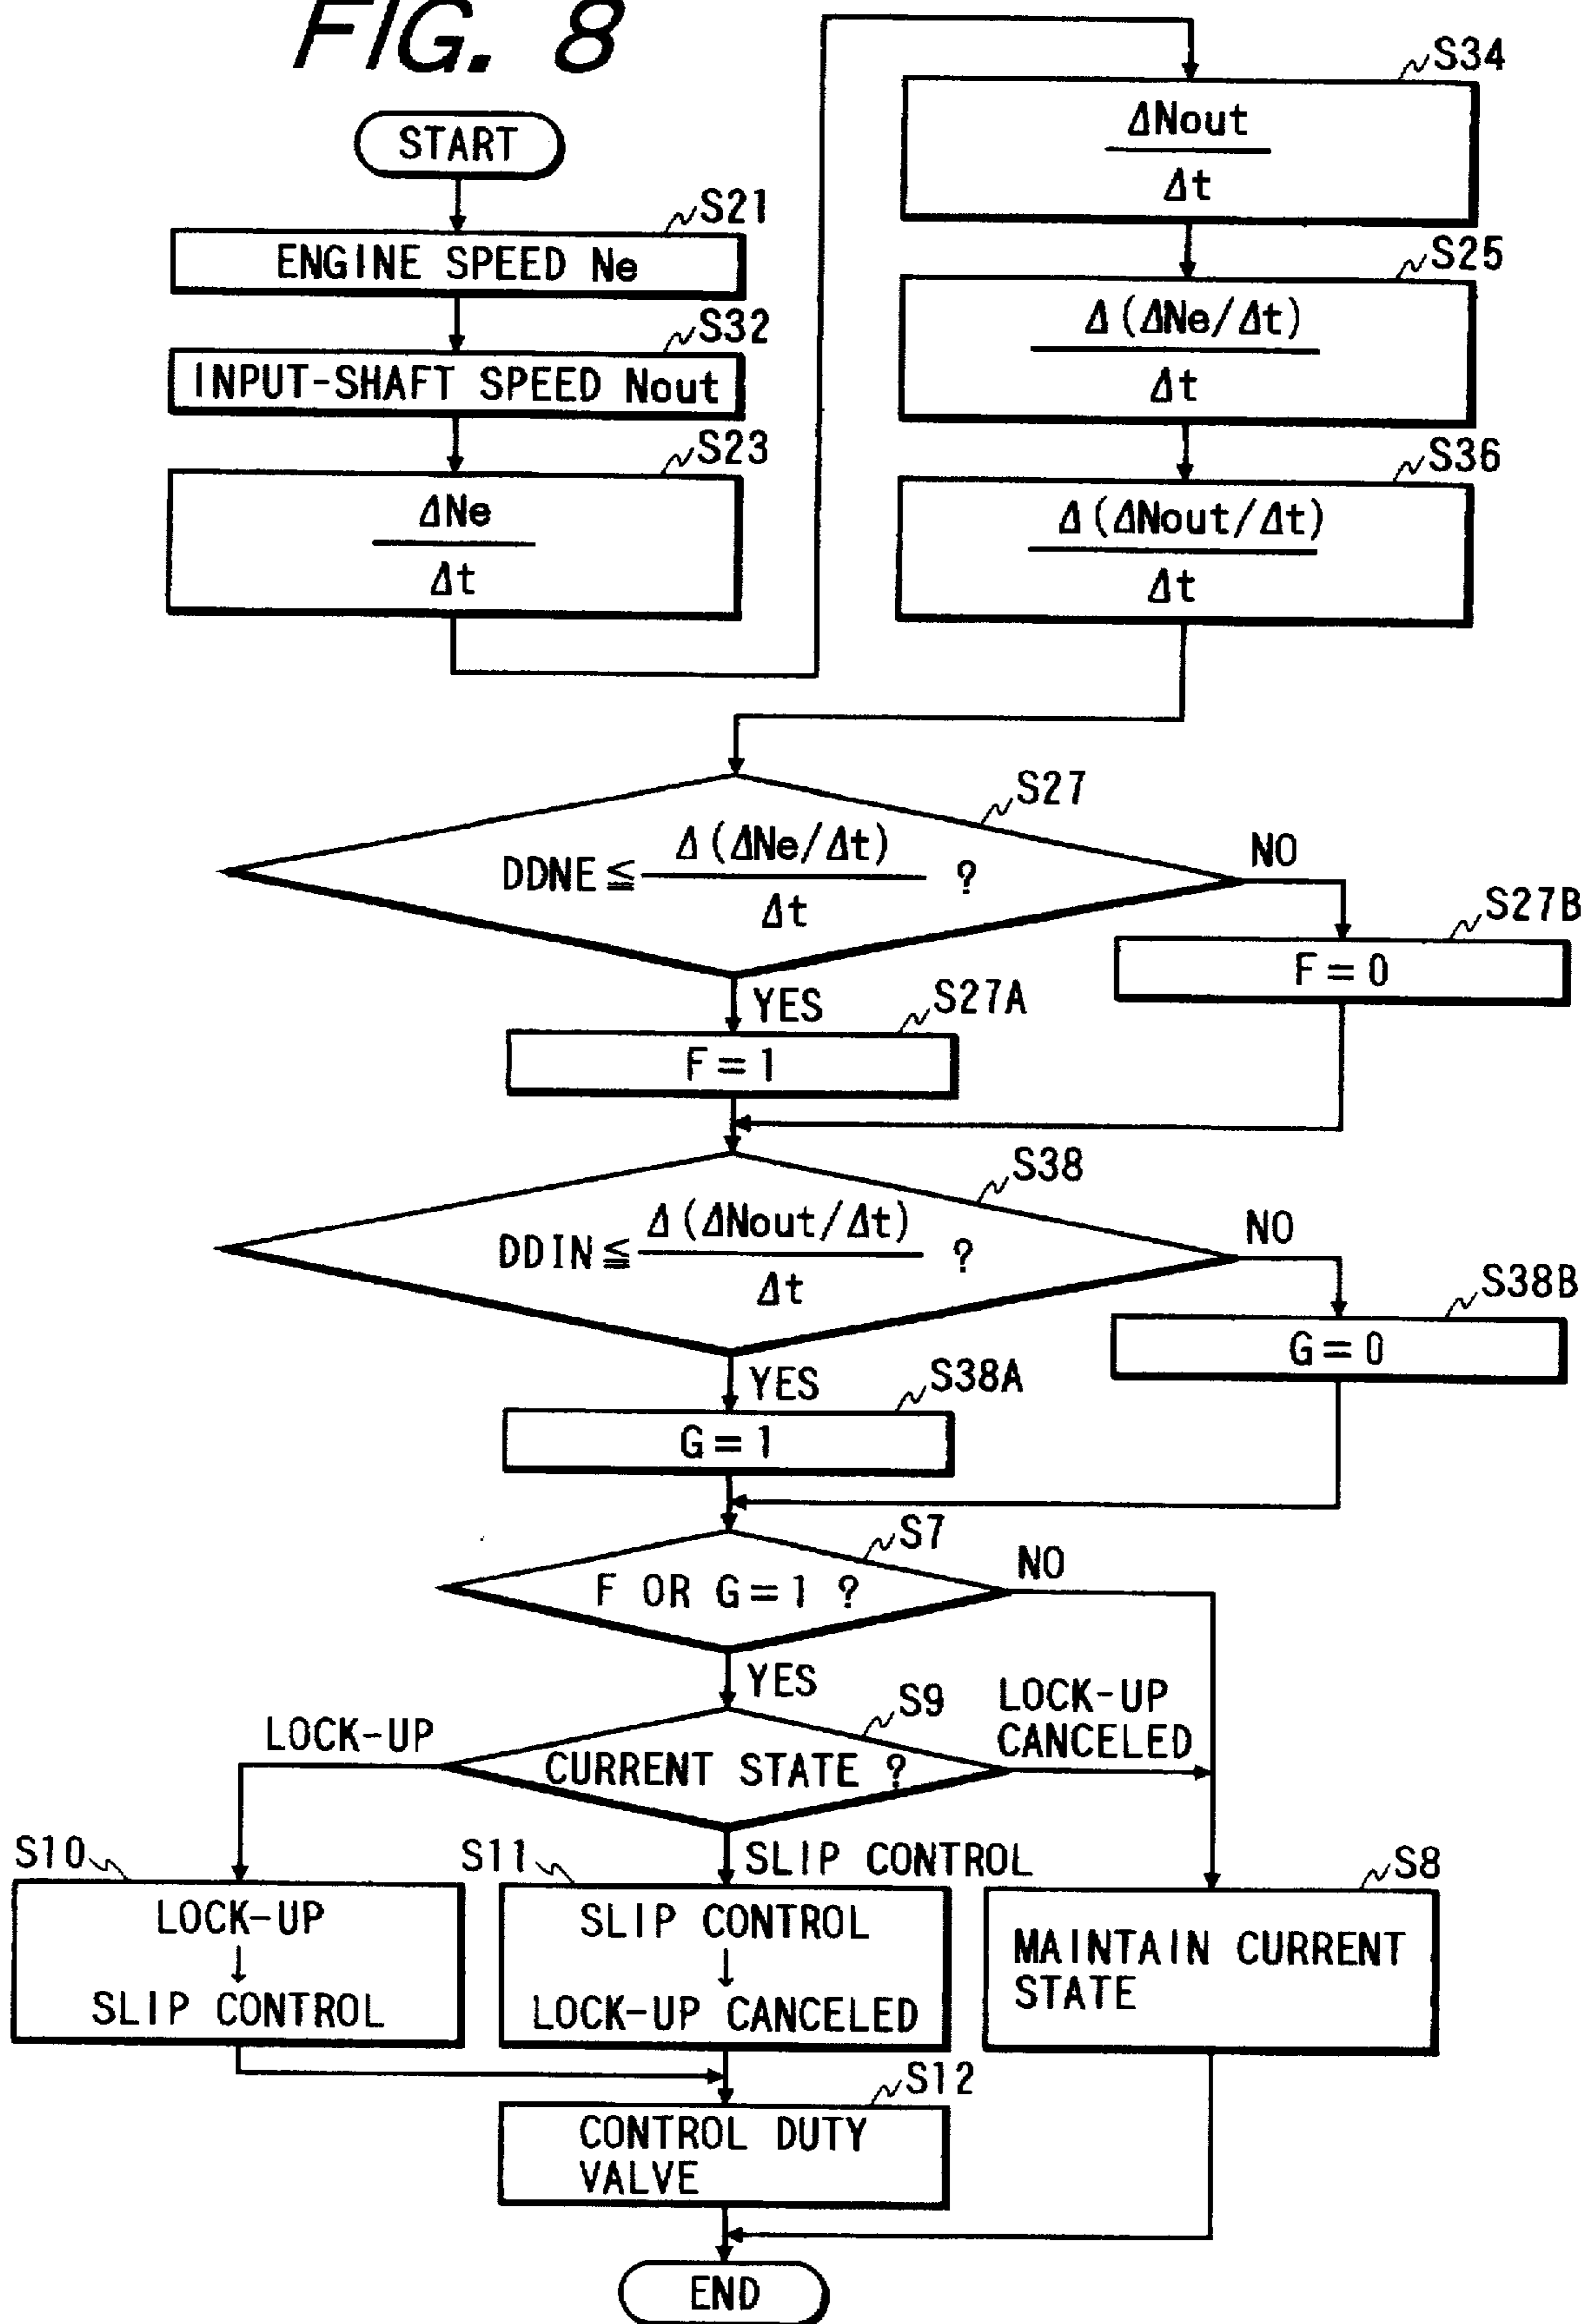 FIG. 8
START
S21
ENGINE SPEED Ne
S32
INPUT-SHAFT SPEED Nout
S23
ΔNe
Δt
S34
ΔNout
Δt
S25
Δ(ΔNe/Δt)
Δt
S36
Δ(ΔNout/Δt)
Δt
S27
DDNE ≦ Δ(ΔNe/Δt) ?
Δt
NO
S27B
F = 0
YES
S27A
F = 1
S38
DDIN ≦ Δ(ΔNout/Δt) ?
Δt
NO
S38B
G = 0
YES
S38A
G = 1
S7
F OR G = 1 ?
NO
YES
S9
CURRENT STATE ?
LOCK-UP
LOCK-UP
CANCELED
SLIP CONTROL
S10
LOCK-UP
↓
SLIP CONTROL
S11
SLIP CONTROL
↓
LOCK-UP CANCELED
S8
MAINTAIN CURRENT
STATE
S12
CONTROL DUTY
VALVE
END